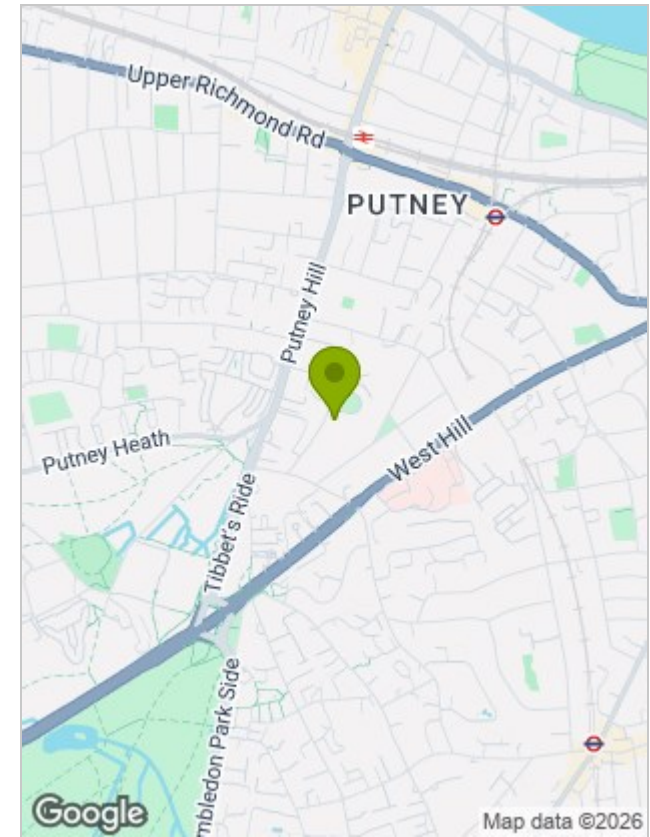 Upper Richmond Rd
PUTNEY
Putney Hill
Putney Heath
West Hill
Tibbet's Ride
mbledon Park Side
Google
Map data ©2026